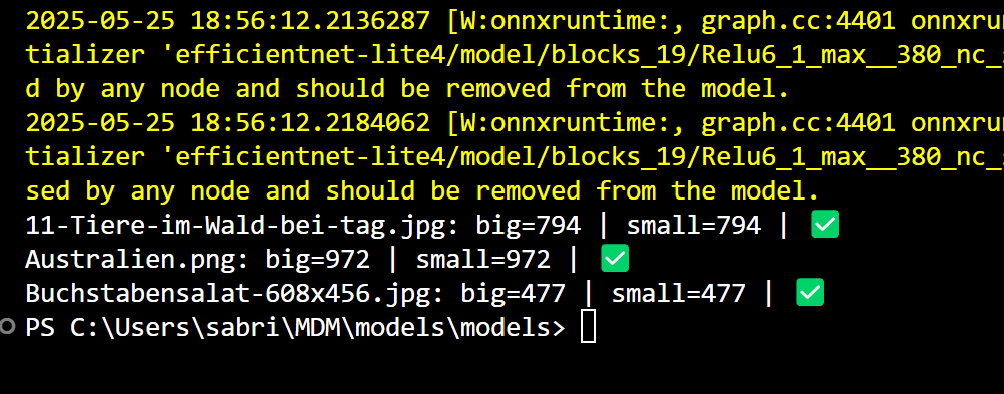 2025-05-25 18:56:12.2136287 [W:onnxruntime:, graph.cc:4401 onnxru
tializer 'efficientnet-lite4/model/blocks_19/Relu6_1_max__380_nc_
d by any node and should be removed from the model.
2025-05-25 18:56:12.2184062 [W:onnxruntime:, graph.cc:4401 onnxru
tializer 'efficientnet-lite4/model/blocks_19/Relu6_1_max__380_nc_
sed by any node and should be removed from the model.
11-Tiere-im-Wald-bei-tag.jpg: big=794 | small=794 | ✅
Australien.png: big=972 | small=972 | ✅
Buchstabensalat-608x456.jpg: big=477 | small=477 | ✅
PS C:\Users\sabri\MDM\models\models>